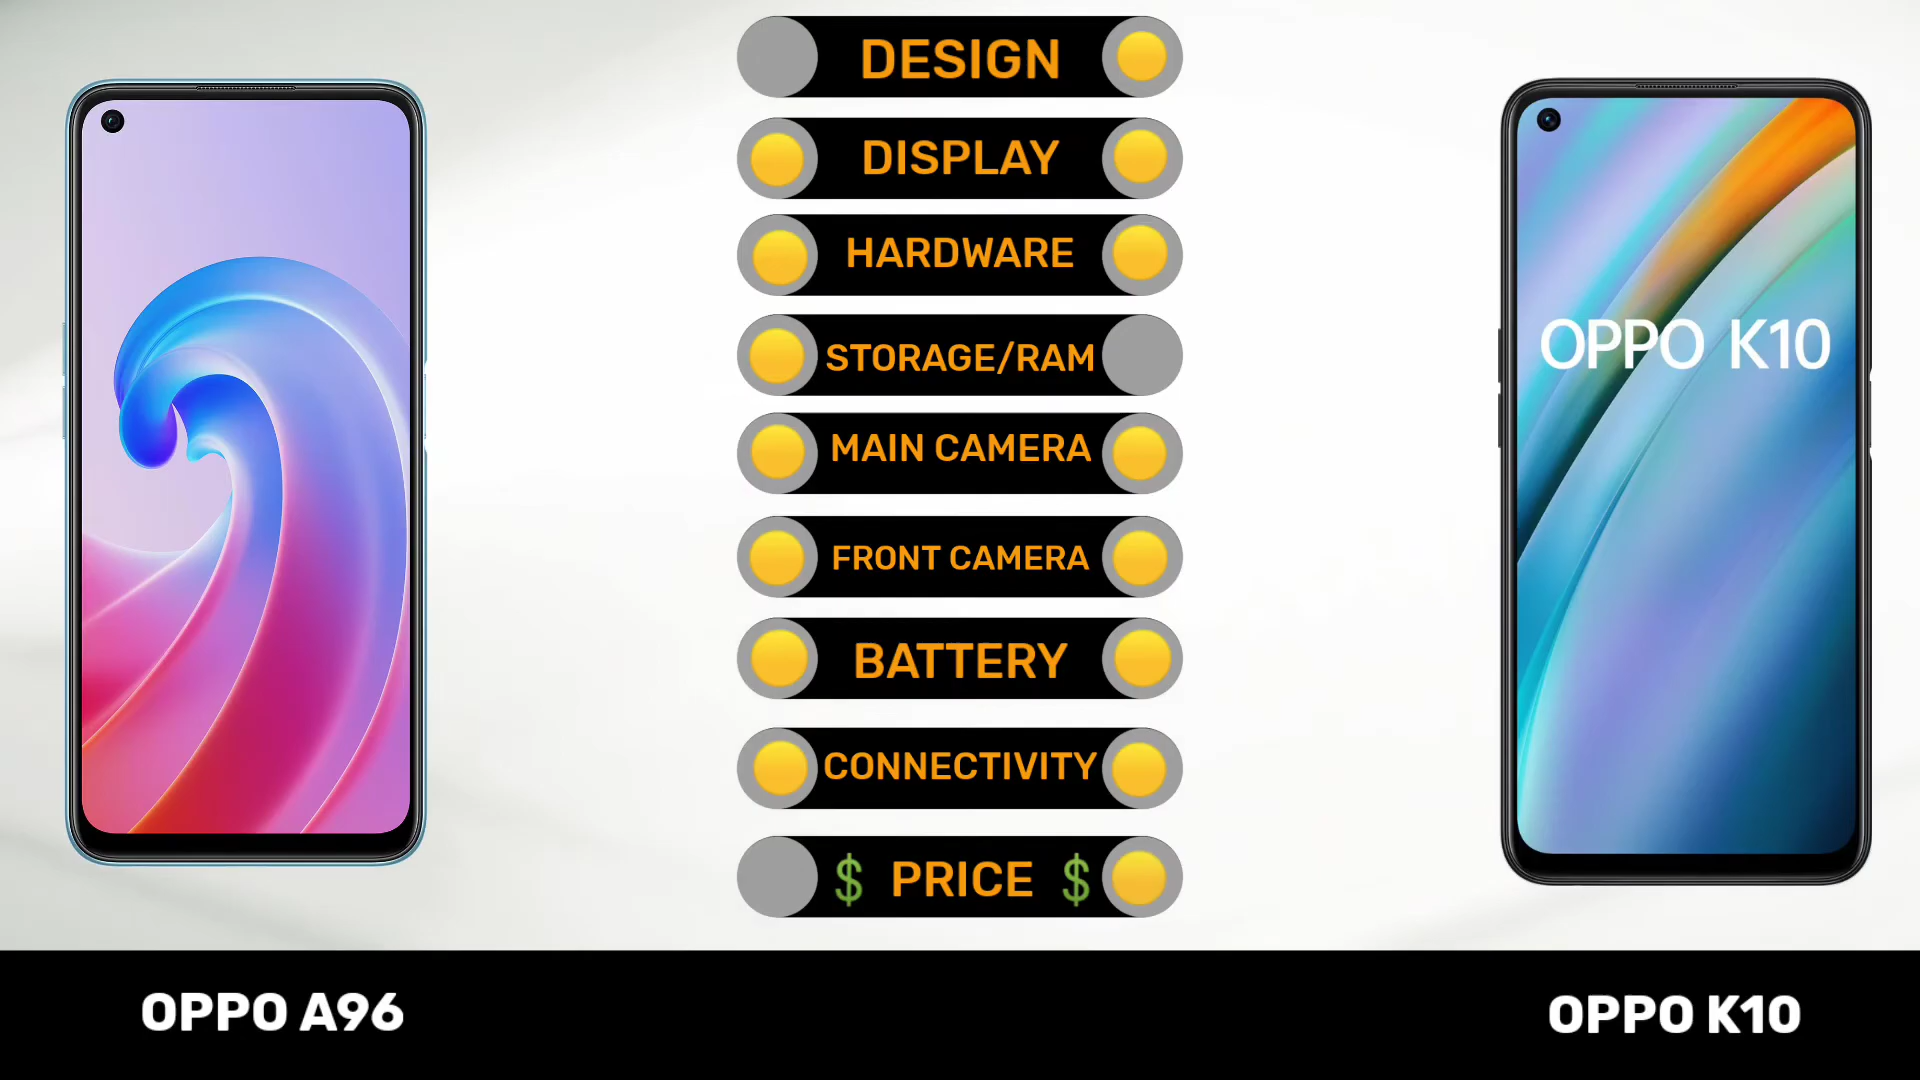 DESIGN
DISPLAY
HARDWARE
STORAGE/RAM
MAIN CAMERA
FRONT CAMERA
BATTERY
CONNECTIVITY
$ PRICE $
OPPO K10
OPPO A96
OPPO K10